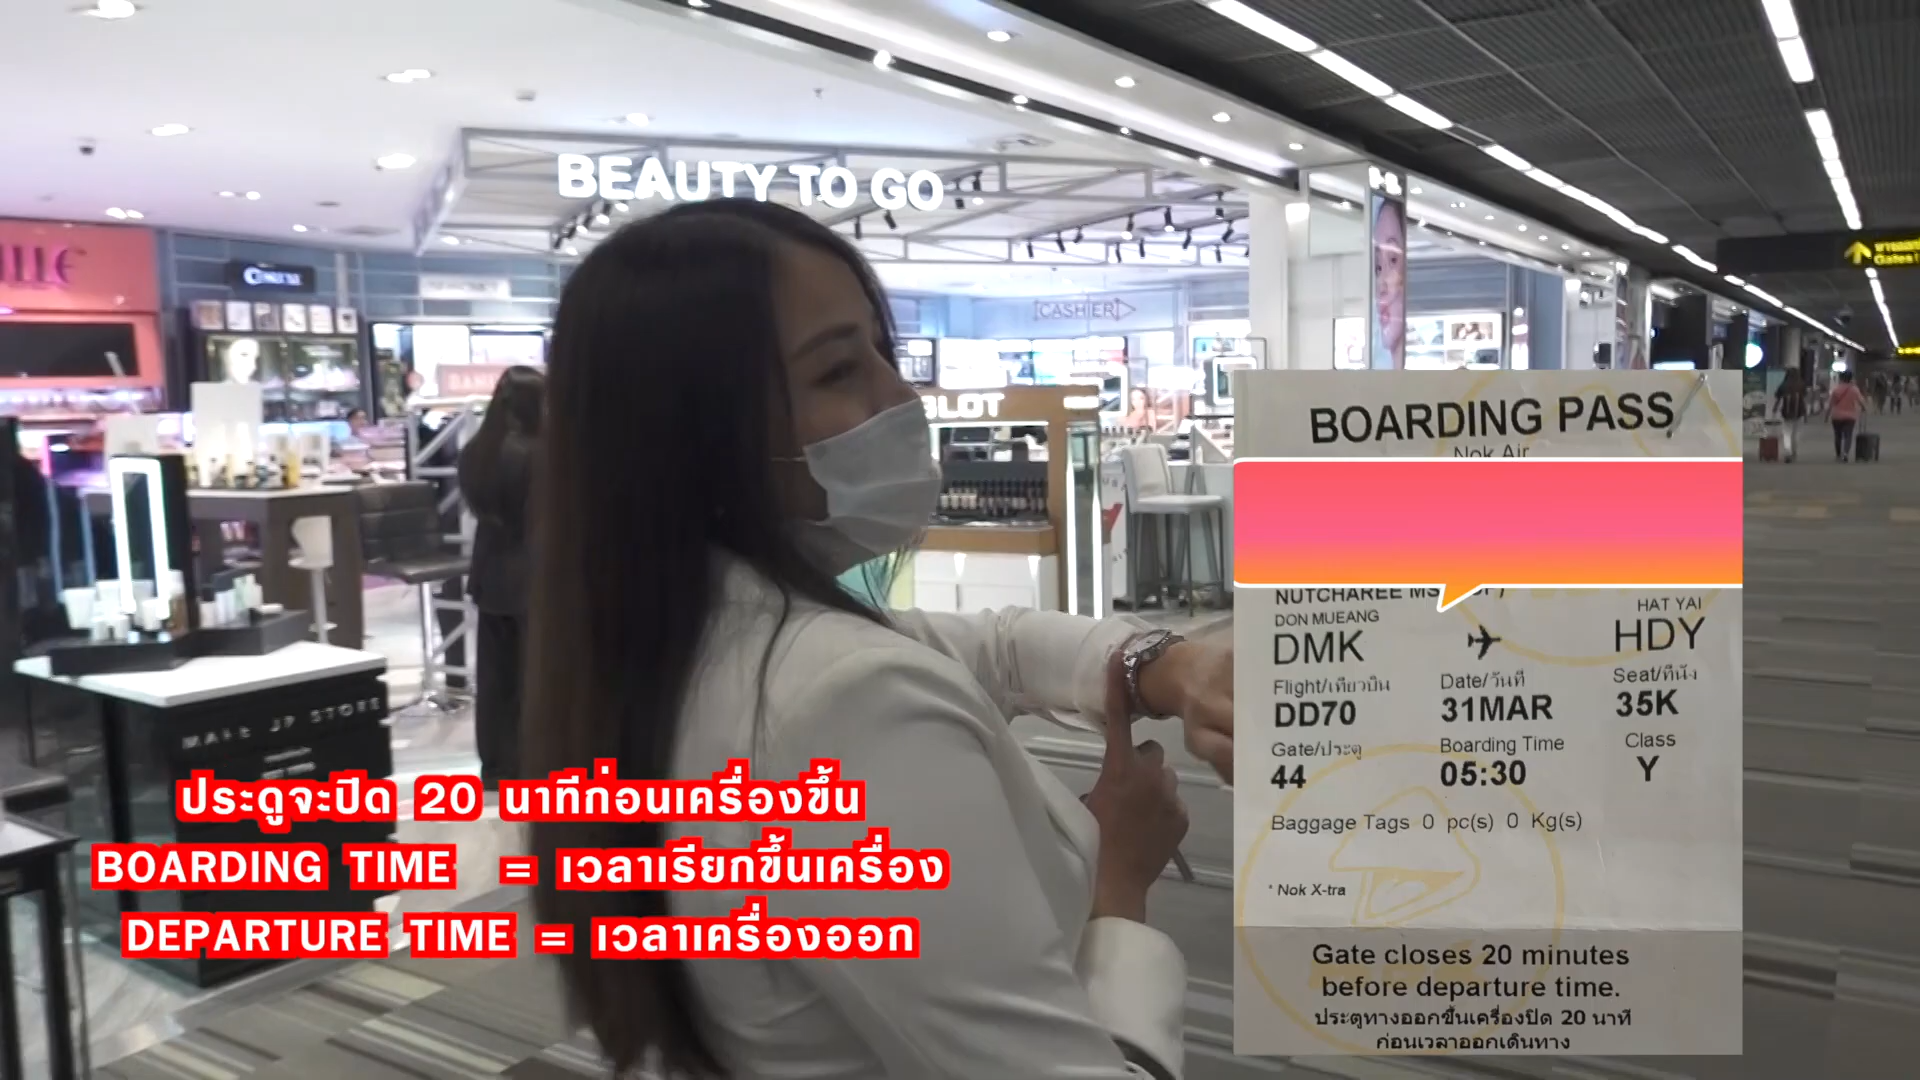 BEAUTY TO GO
CASHIER
MAKE UP STORE
ประตูจะปิด 20 นาทีก่อนเครื่องขึ้น
BOARDING TIME = เวลาเรียกขึ้นเครื่อง
DEPARTURE TIME = เวลาเครื่องออก
BOARDING PASS
Nok Air
NUTCHAREE
DON MUEANG
HAT YAI
DMK
HDY
Flight/เที่ยวบิน
Date/วันที่
Seat/ที่นั่ง
DD70
31MAR
35K
Gate/ประตู
Boarding Time
Class
44
05:30
Y
Baggage Tags 0 pc(s) 0 Kg(s)
* Nok X-tra
Gate closes 20 minutes
before departure time.
ประตูทางออกขึ้นเครื่องปิด 20 นาที
ก่อนเวลาออกเดินทาง